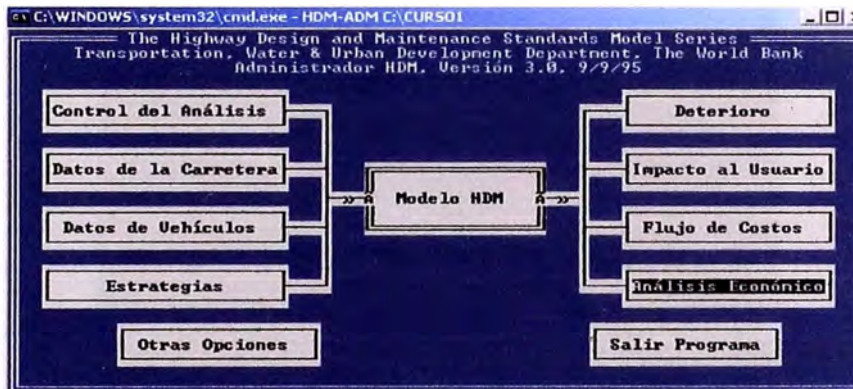 C:\WINDOWS\system32\cmd.exe - HDM-ADM C:\CURSO1
The Highway Design and Maintenance Standards Model Series
Transportation, Water & Urban Development Department, The World Bank
Administrador HDM, Versión 3.0, 9/9/95
Control del Análisis
Deterioro
Datos de la Carretera
Impacto al Usuario
Modelo HDM
Datos de Vehículos
Flujo de Costos
Estrategias
Análisis Económico
Otras Opciones
Salir Programa